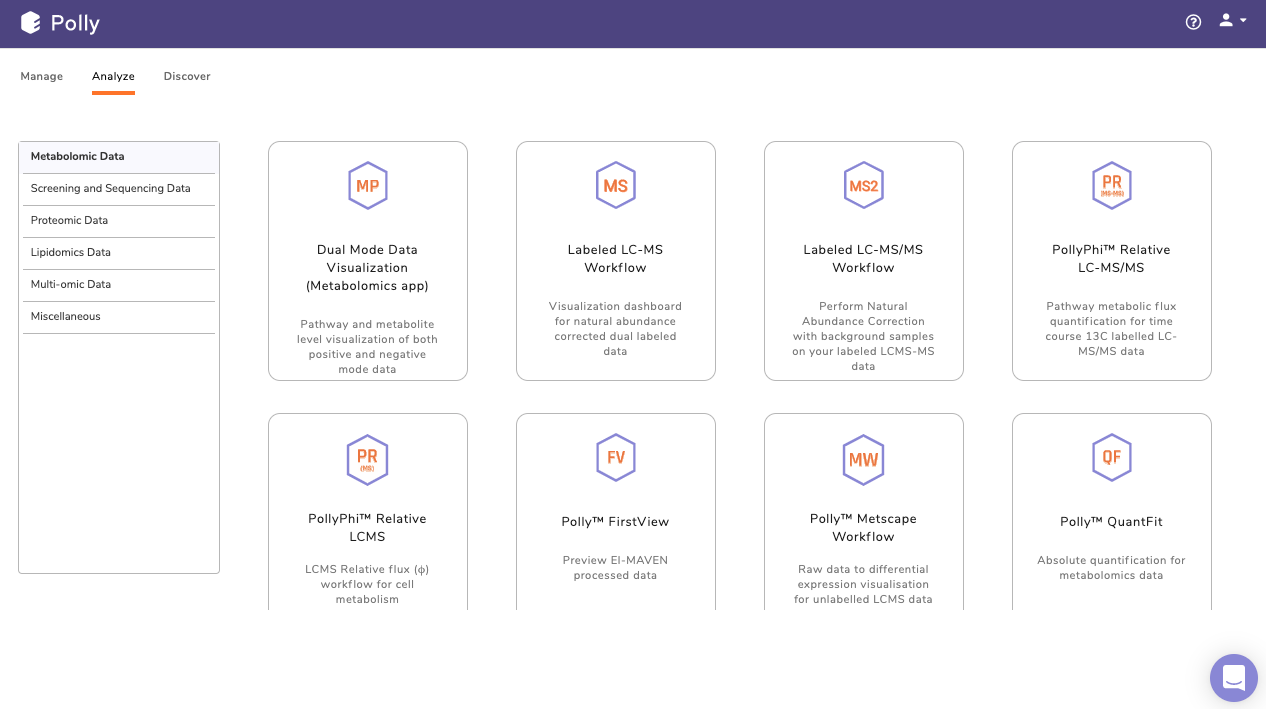 Polly
Manage
Analyze
Discover
Metabolomic Data
Screening and Sequencing Data
Proteomic Data
Lipidomics Data
Multi-omic Data
Miscellaneous
MP
Dual Mode Data
Visualization
(Metabolomics app)
Pathway and metabolite
level visualization of both
positive and negative
mode data
MS
Labeled LC-MS
Workflow
Visualization dashboard
for natural abundance
corrected dual labeled
data
MS2
Labeled LC-MS/MS
Workflow
Perform Natural
Abundance Correction
with background samples
on your labeled LCMS-MS
data
PR
(MS-MS)
PollyPhi™ Relative
LC-MS/MS
Pathway metabolic flux
quantification for time
course 13C labelled LC-
MS/MS data
PR
(MS)
PollyPhi™ Relative
LCMS
LCMS Relative flux (ϕ)
workflow for cell
metabolism
FV
Polly™ FirstView
Preview El-MAVEN
processed data
MW
Polly™ Metscape
Workflow
Raw data to differential
expression visualisation
for unlabelled LCMS data
QF
Polly™ QuantFit
Absolute quantification for
metabolomics data